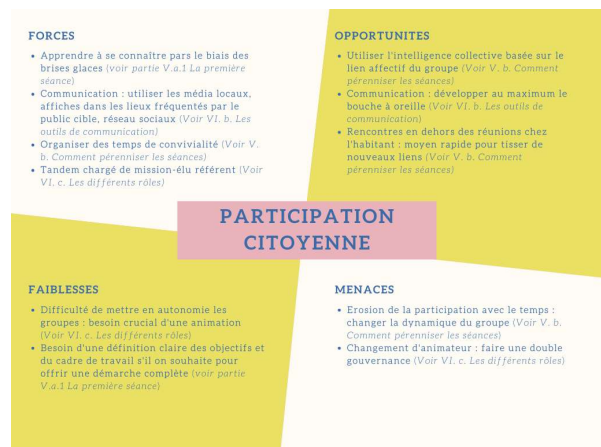 FORCES
• Apprendre à se connaître pars le biais des
brises glaces (voir partie V.a.1 La première
séance)
• Communication : utiliser les média locaux,
affiches dans les lieux fréquentés par le
public cible, réseau sociaux (Voir VI. b. Les
outils de communication)
• Organiser des temps de convivialité (Voir V.
b. Comment pérenniser les séances)
• Tandem chargé de mission-élu référent (Voir
VI. c. Les différents rôles)
OPPORTUNITES
• Utiliser l'intelligence collective basée sur le
lien affectif du groupe (Voir V. b. Comment
pérenniser les séances)
• Communication : développer au maximum le
bouche à oreille (Voir VI. b. Les outils de
communication)
• Rencontres en dehors des réunions chez
l'habitant : moyen rapide pour tisser de
nouveaux liens (Voir V. b. Comment
pérenniser les séances)
PARTICIPATION
CITOYENNE
FAIBLESSES
• Difficulté de mettre en autonomie les
groupes : besoin crucial d'une animation
(Voir VI. c. Les différents rôles)
• Besoin d'une définition claire des objectifs et
du cadre de travail s'il on souhaite pour
offrir une démarche complète (voir partie
V.a.1 La première séance)
MENACES
• Erosion de la participation avec le temps :
changer la dynamique du groupe (Voir V. b.
Comment pérenniser les séances)
• Changement d'animateur : faire une double
gouvernance (Voir VI. c. Les différents rôles)